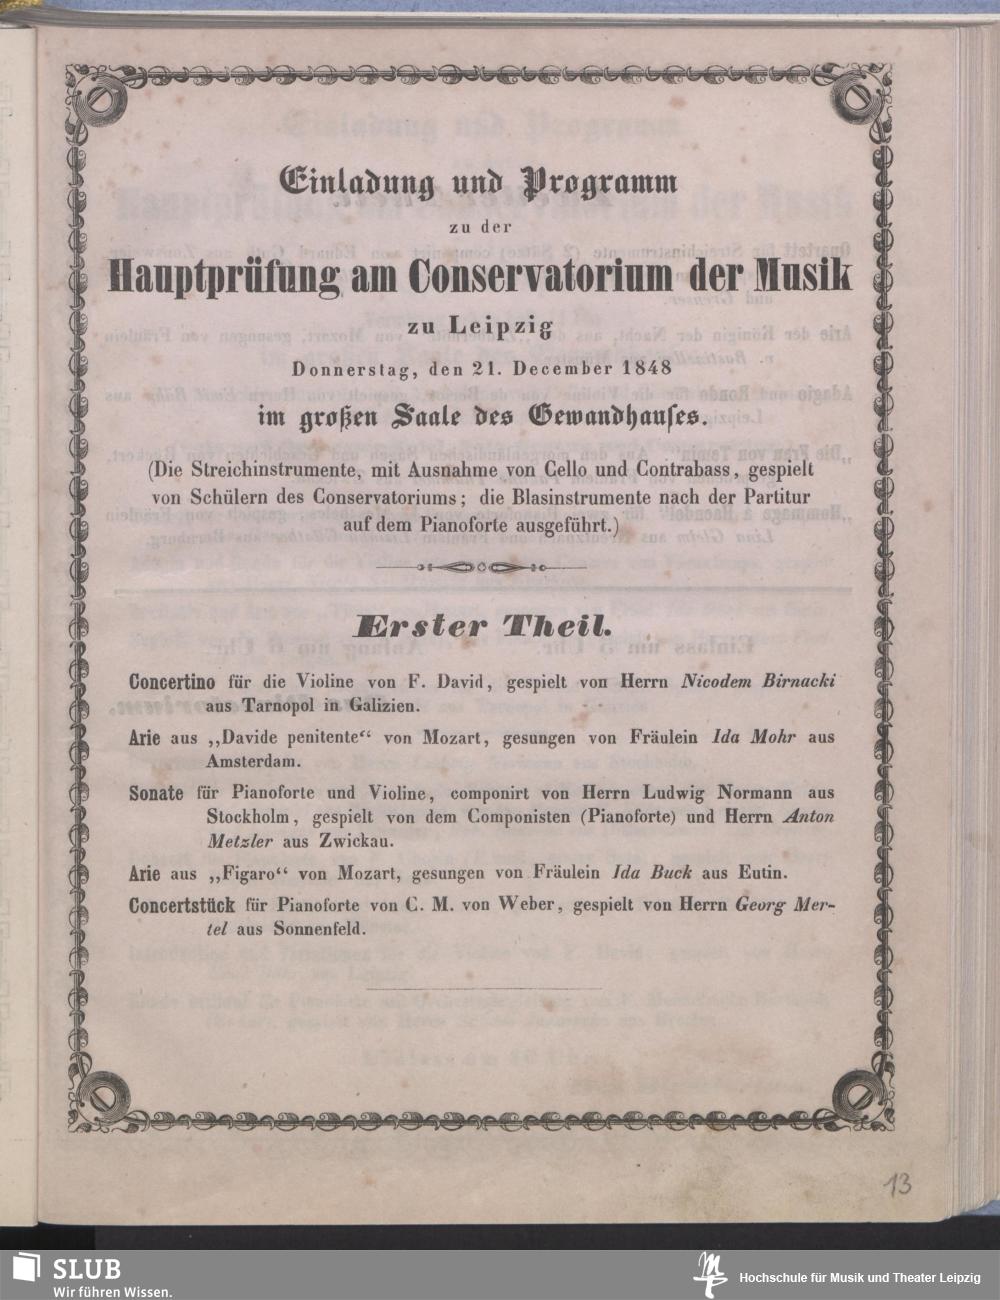 Einladung und Programm
zu der
Hauptprüfung am Conservatorium der Musik
zu Leipzig
Donnerstag, den 21. December 1848
im großen Saale des Gewandhauses.
(Die Streichinstrumente, mit Ausnahme von Cello und Contrabass, gespielt
von Schülern des Conservatoriums; die Blasinstrumente nach der Partitur
auf dem Pianoforte ausgeführt.)
Erster Theil.
Concertino für die Violine von F. David, gespielt von Herrn Nicodem Birnacki
aus Tarnopol in Galizien.
Arie aus ,,Davide penitente“ von Mozart, gesungen von Fräulein Ida Mohr aus
Amsterdam.
Sonate für Pianoforte und Violine, componirt von Herrn Ludwig Normann aus
Stockholm, gespielt von dem Componisten (Pianoforte) und Herrn Anton
Metzler aus Zwickau.
Arie aus ,,Figaro“ von Mozart, gesungen von Fräulein Ida Buck aus Eutin.
Concertstück für Pianoforte von C. M. von Weber, gespielt von Herrn Georg Mer-
tel aus Sonnenfeld.
13
SLUB
Wir führen Wissen.
Hochschule für Musik und Theater Leipzig